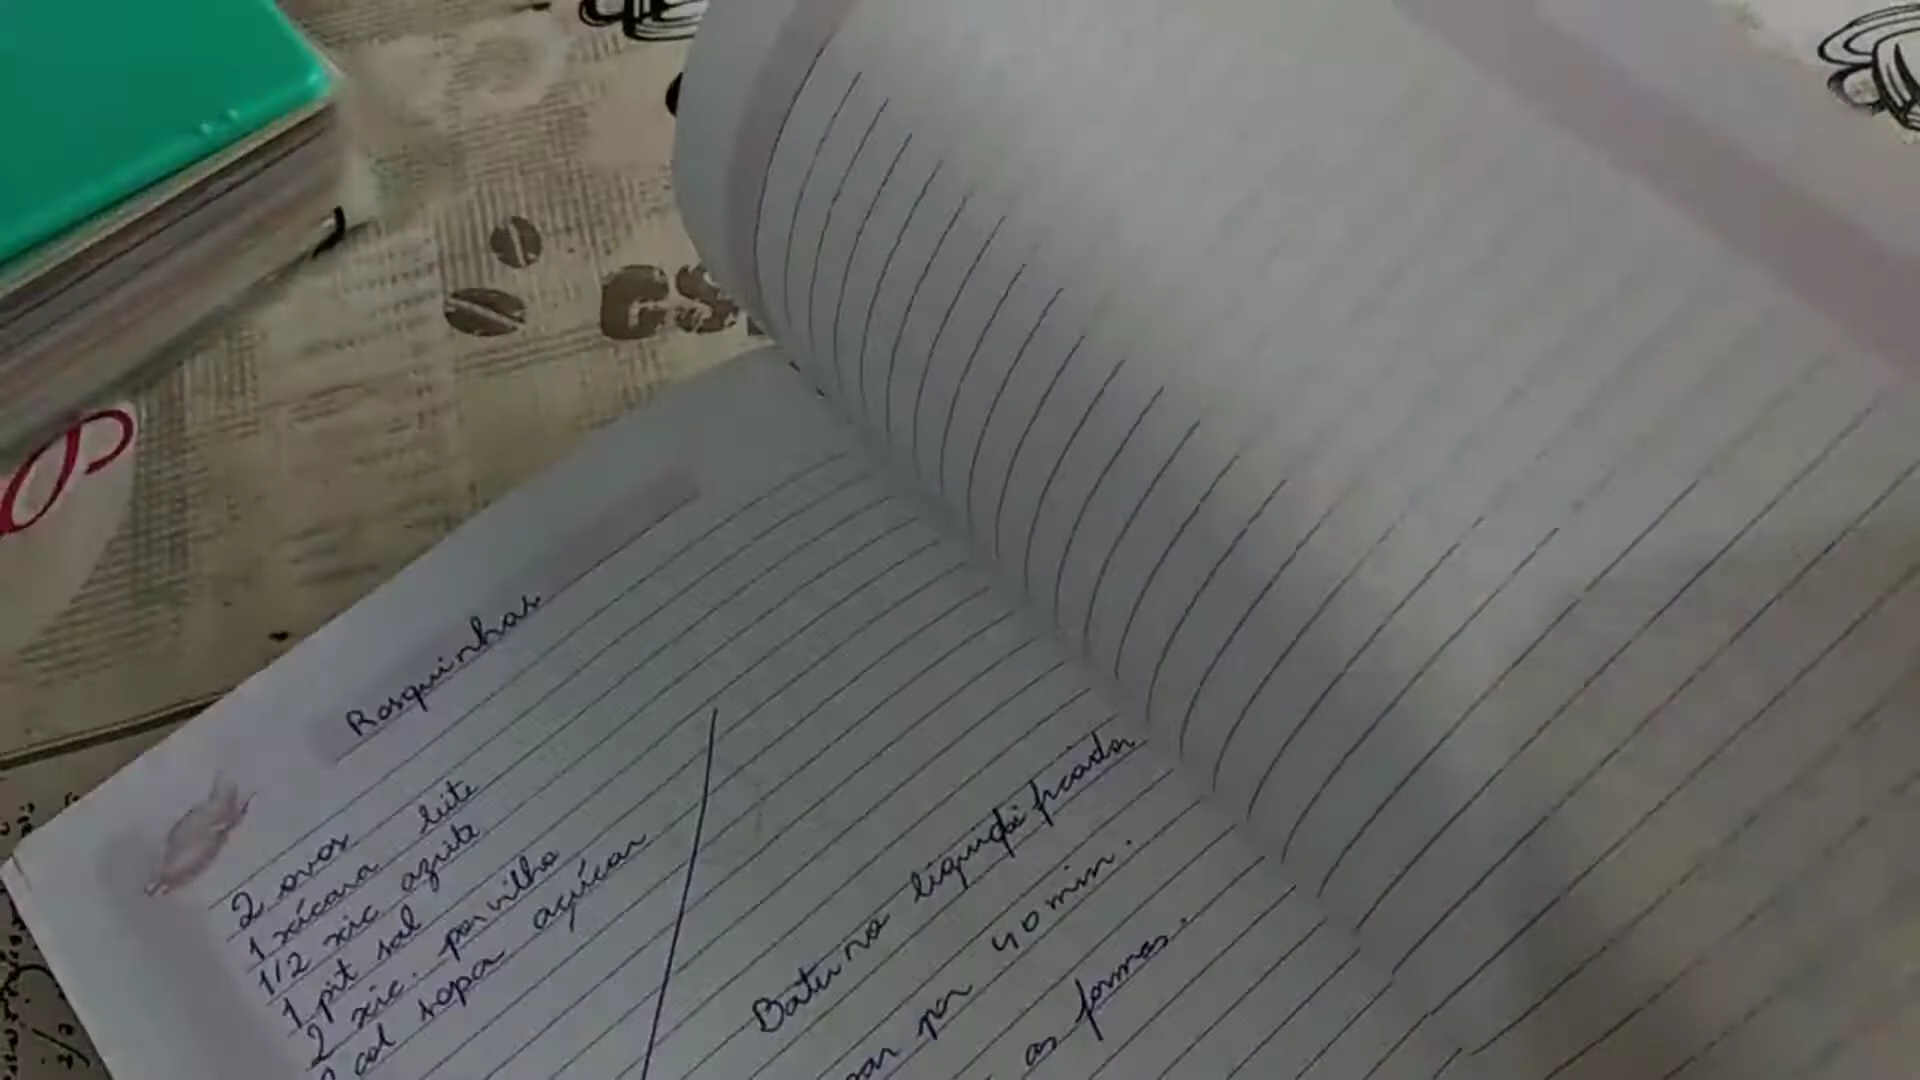 Rosquinhas
2 ovos
1 xícara leite
1/2 xic azeite
1 pit sal
2 xic. polvilho
col sopa açúcar
Bater no liquidificador
por 40 min.
as formas.